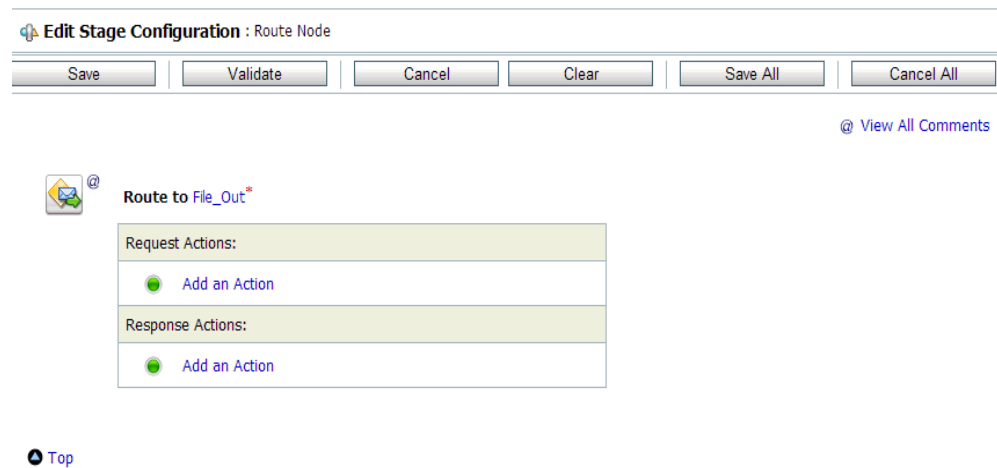 Edit Stage Configuration : Route Node
Save Validate Cancel Clear Save All Cancel All
@ View All Comments
@
Route to File_Out*
Request Actions:
Add an Action
Response Actions:
Add an Action
Top